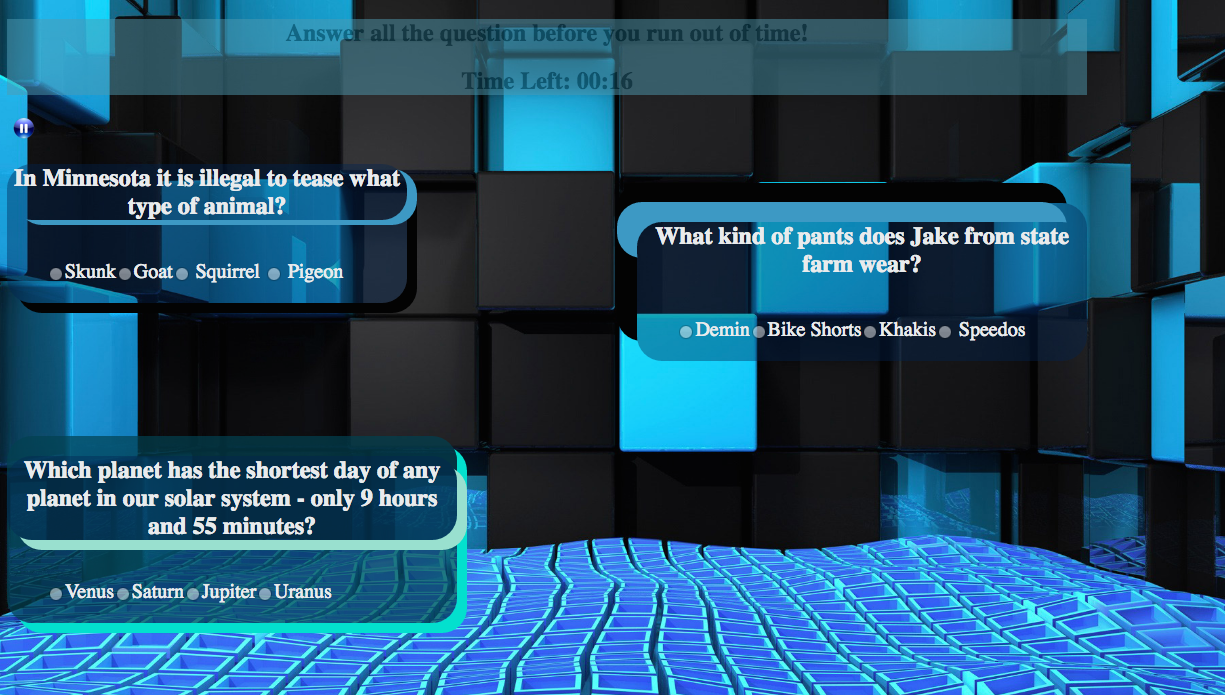 Answer all the question before you run out of time!
Time Left: 00:16
In Minnesota it is illegal to tease what
type of animal?
Skunk Goat Squirrel Pigeon
What kind of pants does Jake from state
farm wear?
Demin Bike Shorts Khakis Speedos
Which planet has the shortest day of any
planet in our solar system - only 9 hours
and 55 minutes?
Venus Saturn Jupiter Uranus